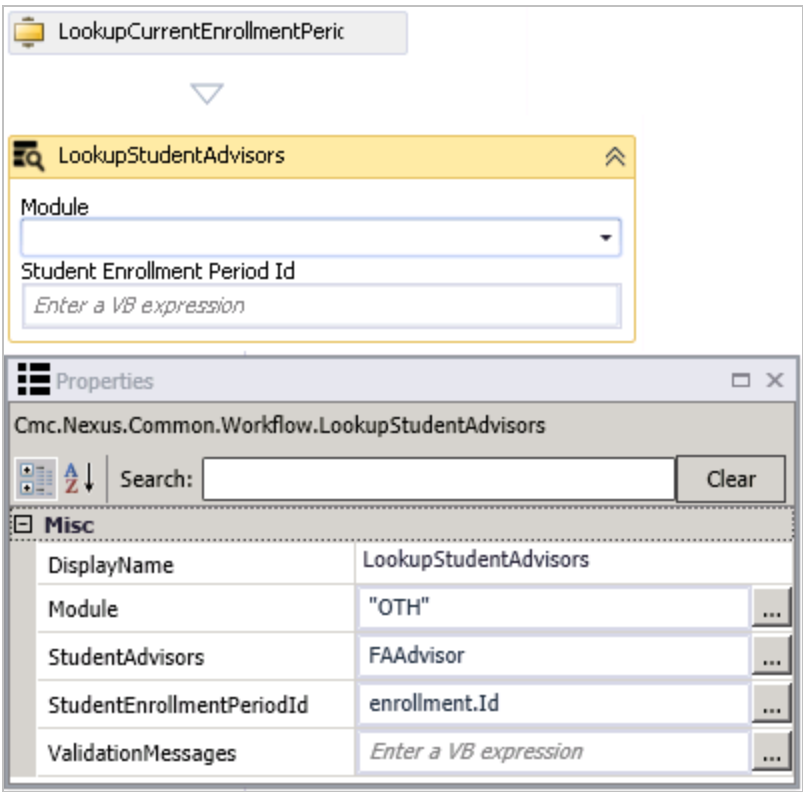 LookupCurrentEnrollmentPeric
LookupStudentAdvisors
Module
Student Enrollment Period Id
Enter a VB expression
Properties
Cmc.Nexus.Common.Workflow.LookupStudentAdvisors
Search: Clear
Misc
DisplayName LookupStudentAdvisors
Module "OTH" ...
StudentAdvisors FAAdvisor ...
StudentEnrollmentPeriodId enrollment.Id ...
ValidationMessages Enter a VB expression ...